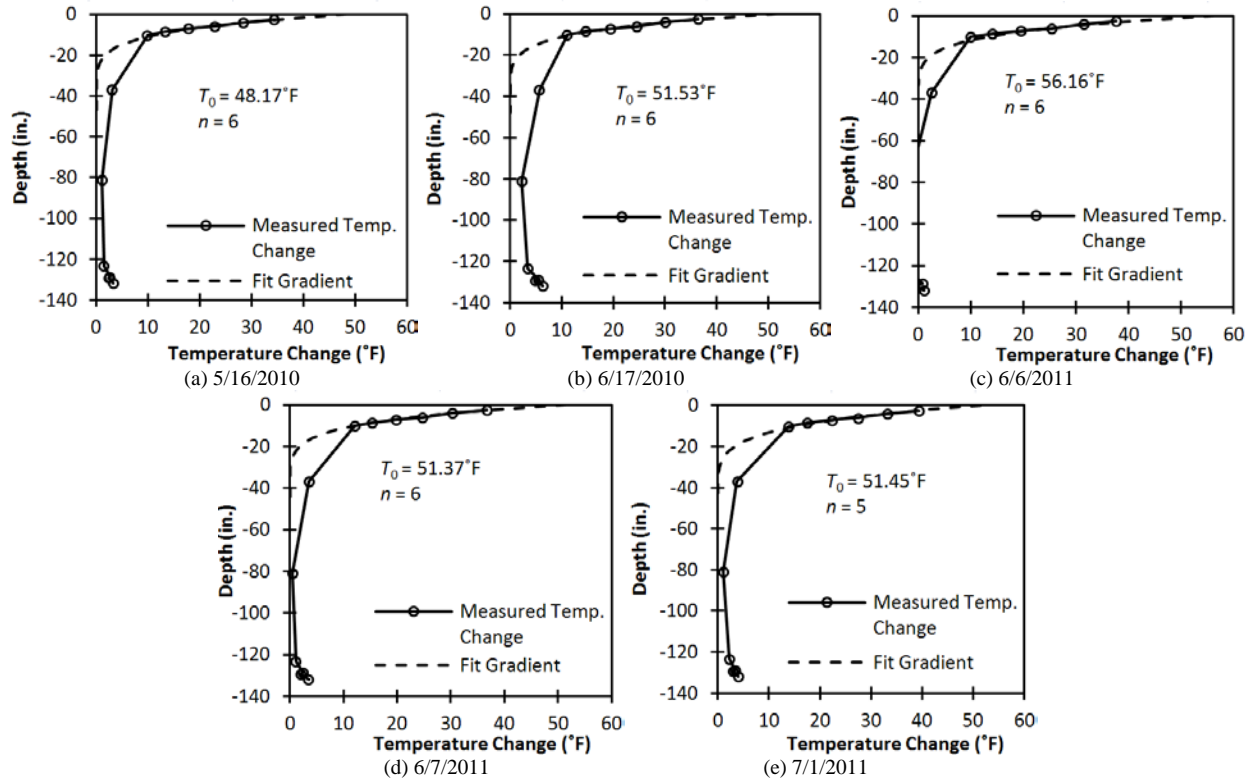 0
-20
-40
-60
-80
-100
-120
-140
Depth (in.)
T0 = 48.17°F
n = 6
Measured Temp.
Change
Fit Gradient
0 10 20 30 40 50 60
Temperature Change (°F)
(a) 5/16/2010
0
-20
-40
-60
-80
-100
-120
-140
Depth (in.)
T0 = 51.53°F
n = 6
Measured Temp.
Change
Fit Gradient
0 10 20 30 40 50 60
Temperature Change (°F)
(b) 6/17/2010
0
-20
-40
-60
-80
-100
-120
-140
Depth (in.)
T0 = 56.16°F
n = 6
Measured Temp.
Change
Fit Gradient
0 10 20 30 40 50 60
Temperature Change (°F)
(c) 6/6/2011
0
-20
-40
-60
-80
-100
-120
-140
Depth (in.)
T0 = 51.37°F
n = 6
Measured Temp.
Change
Fit Gradient
0 10 20 30 40 50 60
Temperature Change (°F)
(d) 6/7/2011
0
-20
-40
-60
-80
-100
-120
-140
Depth (in.)
T0 = 51.45°F
n = 5
Measured Temp.
Change
Fit Gradient
0 10 20 30 40 50 60
Temperature Change (°F)
(e) 7/1/2011